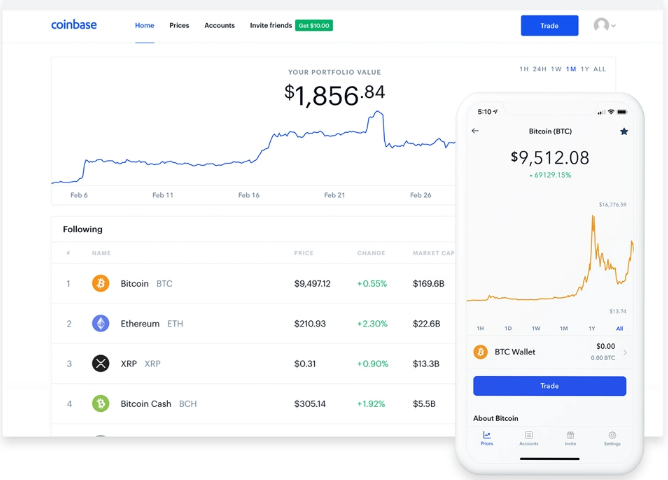 coinbase
Home Prices Accounts Invite friends Get $10.00 Trade
YOUR PORTFOLIO VALUE
1H 24H 1W 1M 1Y ALL
$1,856.84
Feb 6 Feb 11 Feb 16 Feb 21 Feb 26
Following
# NAME PRICE CHANGE MARKET CAP
1 Bitcoin BTC $9,497.12 +0.55% $169.6B
2 Ethereum ETH $210.93 +2.30% $22.6B
3 XRP XRP $0.31 +0.90% $13.3B
4 Bitcoin Cash BCH $305.14 +1.92% $5.5B
5:10
Bitcoin (BTC)
$9,512.08
+ 69129.15%
$16,776.59
$13.74
1H 1D 1W 1M 1Y All
BTC Wallet $0.00
0.00 BTC
Trade
About Bitcoin
Prices Accounts Invite Settings